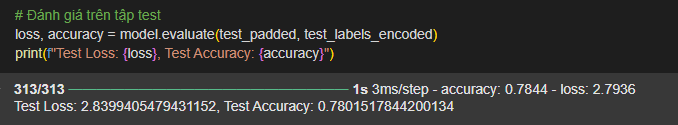 # Đánh giá trên tập test
loss, accuracy = model.evaluate(test_padded, test_labels_encoded)
print(f"Test Loss: {loss}, Test Accuracy: {accuracy}")
313/313 ━━━━━━━━━━━━━━━━━━━━ 1s 3ms/step - accuracy: 0.7844 - loss: 2.7936
Test Loss: 2.8399405479431152, Test Accuracy: 0.7801517844200134